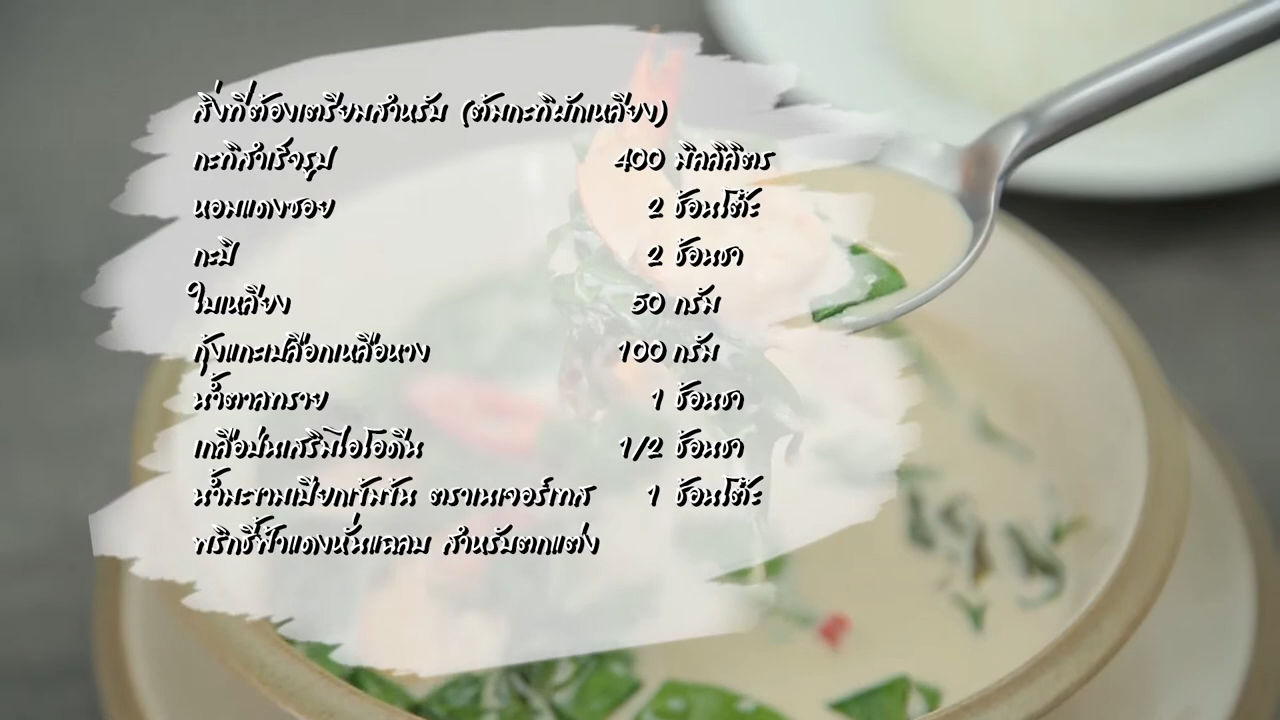 สิ่งที่ต้องเตรียมสำหรับ (ต้มกะทิผักเหลียง)
กะทิสำเร็จรูป 400 มิลลิลิตร
หอมแดงซอย 2 ช้อนโต๊ะ
กะปิ 2 ช้อนชา
ใบเหลียง 50 กรัม
กุ้งแกะเปลือกเหลือหาง 100 กรัม
น้ำตาลทราย 1 ช้อนชา
เกลือป่นเสริมไอโอดีน 1/2 ช้อนชา
น้ำมะขามเปียกเข้มข้น ตราเนเจอร์เทส 1 ช้อนโต๊ะ
พริกชี้ฟ้าแดงหั่นแฉลบ สำหรับตกแต่ง